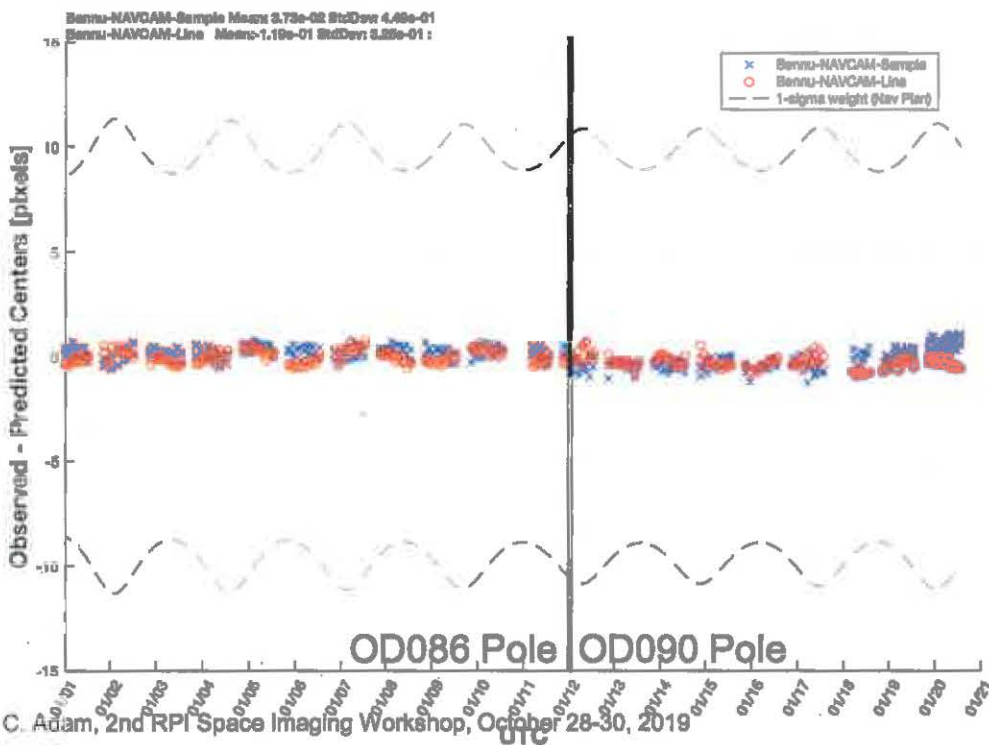 Bennu-NAVCAM-Sample Mean: 3.73e-02 StdDev: 4.49e-01
Bennu-NAVCAM-Line Mean:-1.19e-01 StdDev: 3.25e-01 :
Bennu-NAVCAM-Sample
Bennu-NAVCAM-Line
1-sigma weight (Nav Plan)
Observed - Predicted Centers [pixels]
15
10
5
0
-5
-10
-15
OD086 Pole
OD090 Pole
01/01
01/02
01/03
01/04
01/05
01/06
01/07
01/08
01/09
01/10
01/11
01/12
01/13
01/14
01/15
01/16
01/17
01/18
01/19
01/20
01/21
UTC
C. Adam, 2nd RPI Space Imaging Workshop, October 28-30, 2019